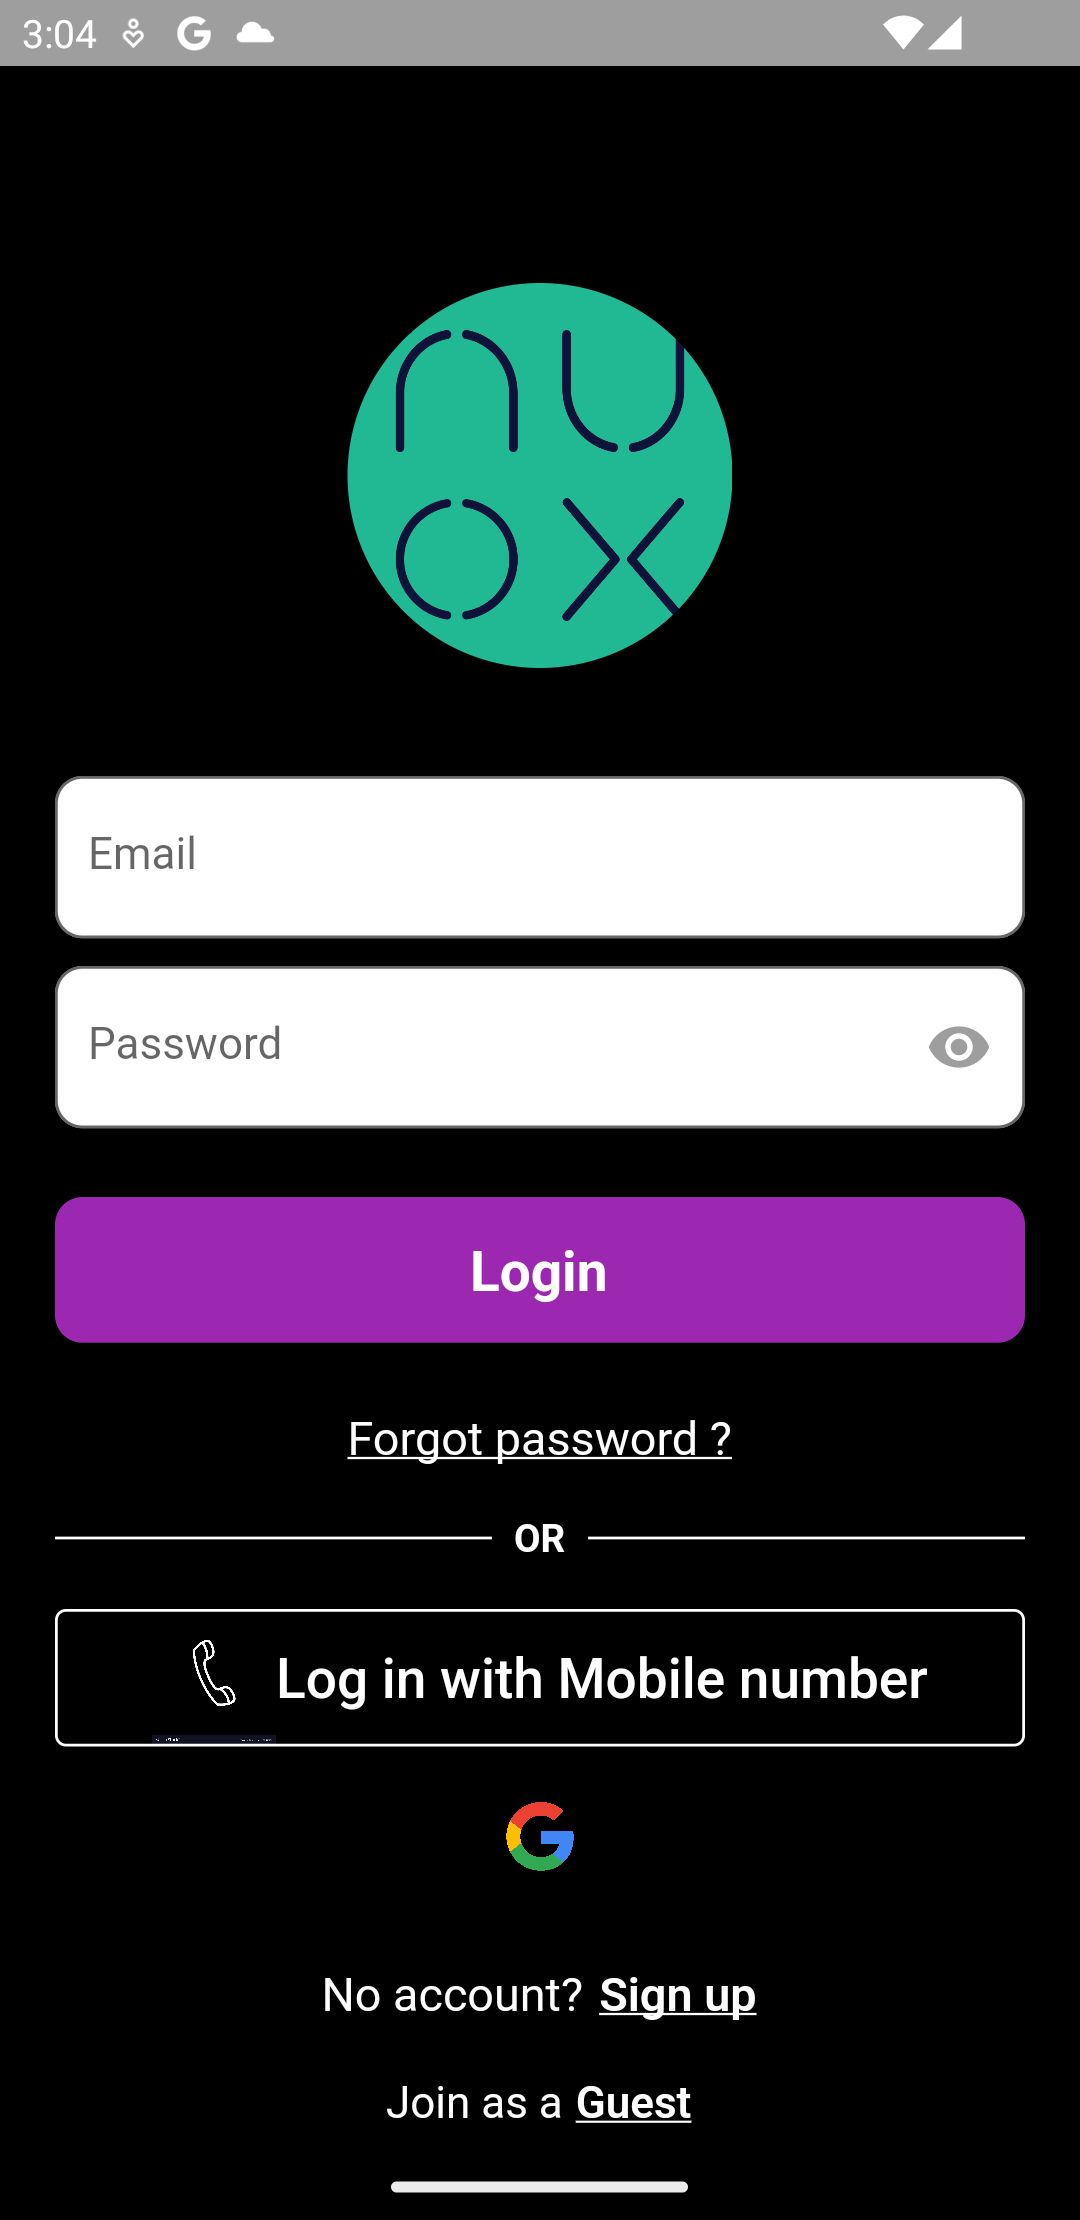 3:04
nu
ox
Email
Password
Login
Forgot password ?
OR
Log in with Mobile number
No account? Sign up
Join as a Guest